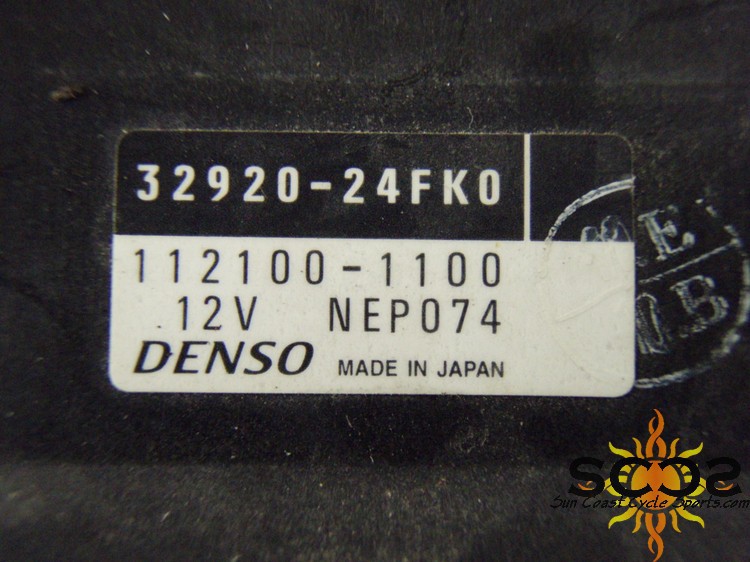 32920-24FK0
112100-1100
12V NEP074
DENSO MADE IN JAPAN
SCCS
Sun Coast Cycle Sports.com